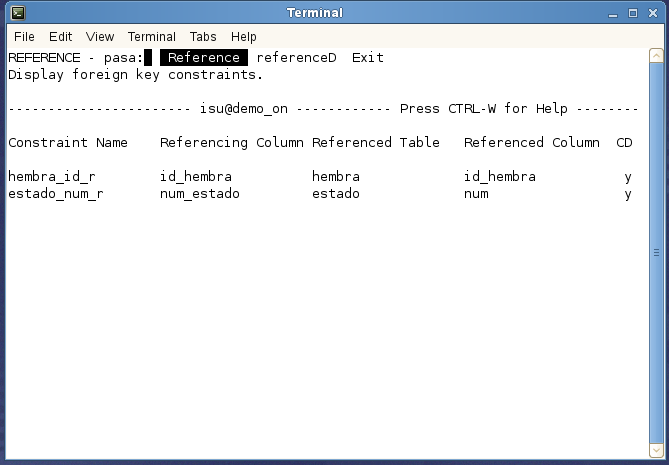 Terminal
File Edit View Terminal Tabs Help
REFERENCE - pasa: Reference referenceD Exit
Display foreign key constraints.
----------------------- isu@demo_on ------------ Press CTRL-W for Help --------
Constraint Name Referencing Column Referenced Table Referenced Column CD
hembra_id_r id_hembra hembra id_hembra y
estado_num_r num_estado estado num y